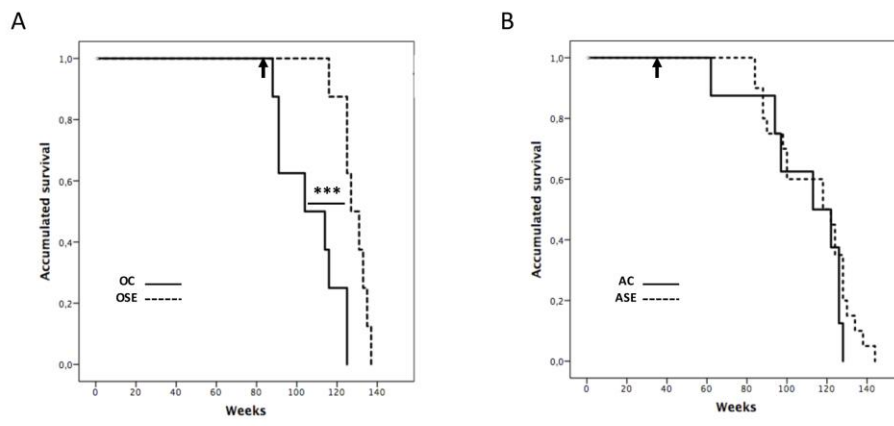 A
Accumulated survival
1,0
0,8
0,6
0,4
0,2
0,0
***
OC
OSE
0 20 40 60 80 100 120 140
Weeks
B
Accumulated survival
1,0
0,8
0,6
0,4
0,2
0,0
AC
ASE
0 20 40 60 80 100 120 140
Weeks